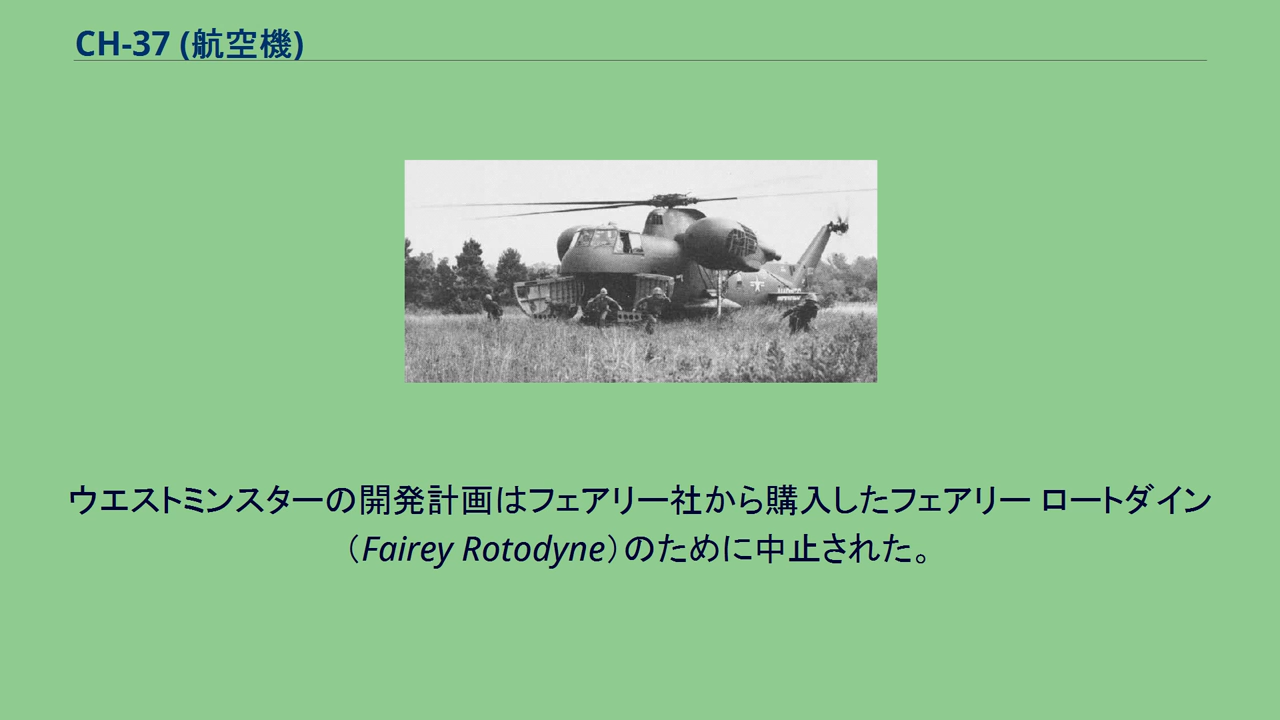 CH-37 (航空機)
ウエストミンスターの開発計画はフェアリー社から購入したフェアリー ロートダイン
（Fairey Rotodyne）のために中止された。